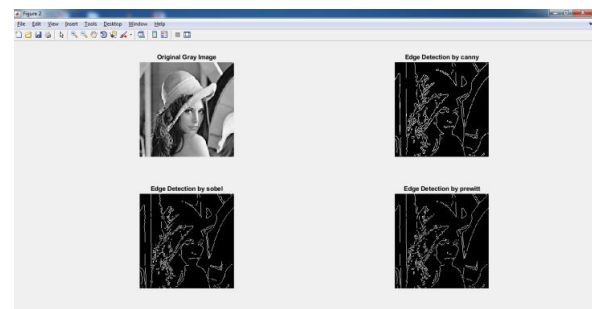 Figure 2
File Edit View Insert Tools Desktop Window Help
Original Gray Image
Edge Detection by canny
Edge Detection by sobel
Edge Detection by prewitt